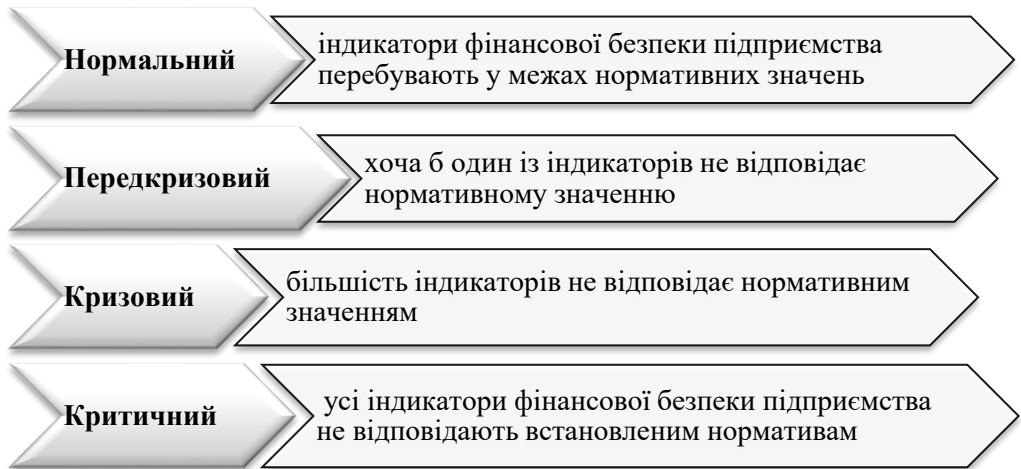 Нормальний
індикатори фінансової безпеки підприємства
перебувають у межах нормативних значень
Передкризовий
хоча б один із індикаторів не відповідає
нормативному значенню
Кризовий
більшість індикаторів не відповідає нормативним
значенням
Критичний
усі індикатори фінансової безпеки підприємства
не відповідають встановленим нормативам